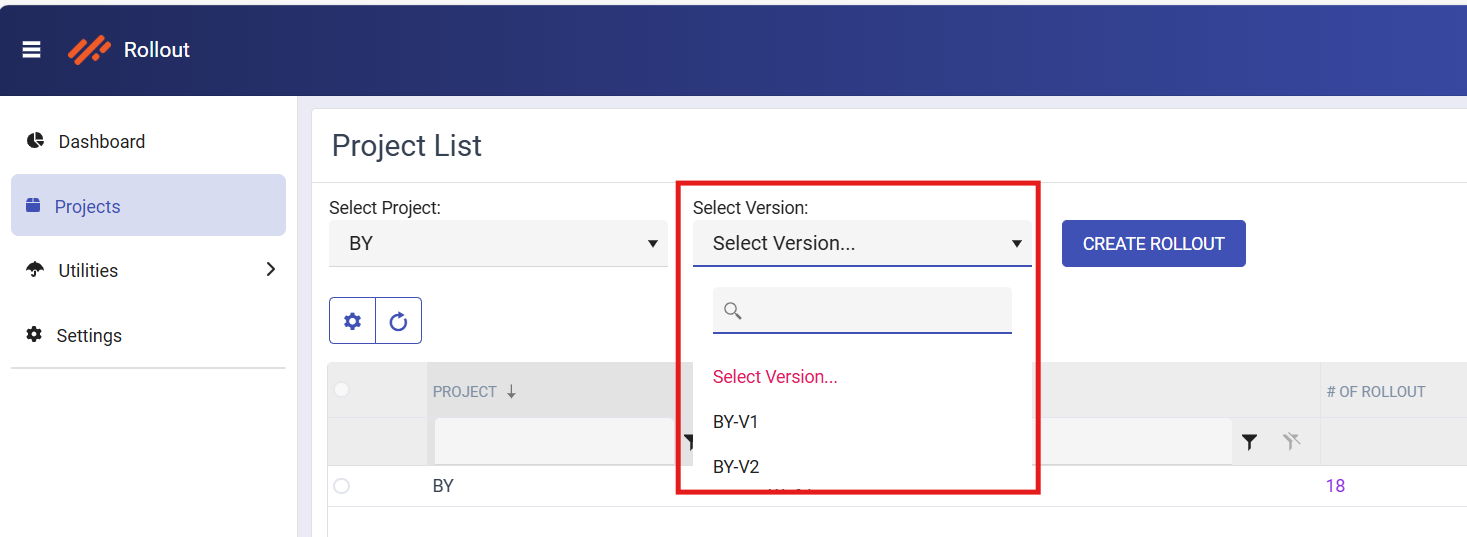 Rollout
Dashboard
Projects
Utilities
Settings
Project List
Select Project:
BY
Select Version:
Select Version...
CREATE ROLLOUT
Select Version...
BY-V1
BY-V2
PROJECT
# OF ROLLOUT
BY
18